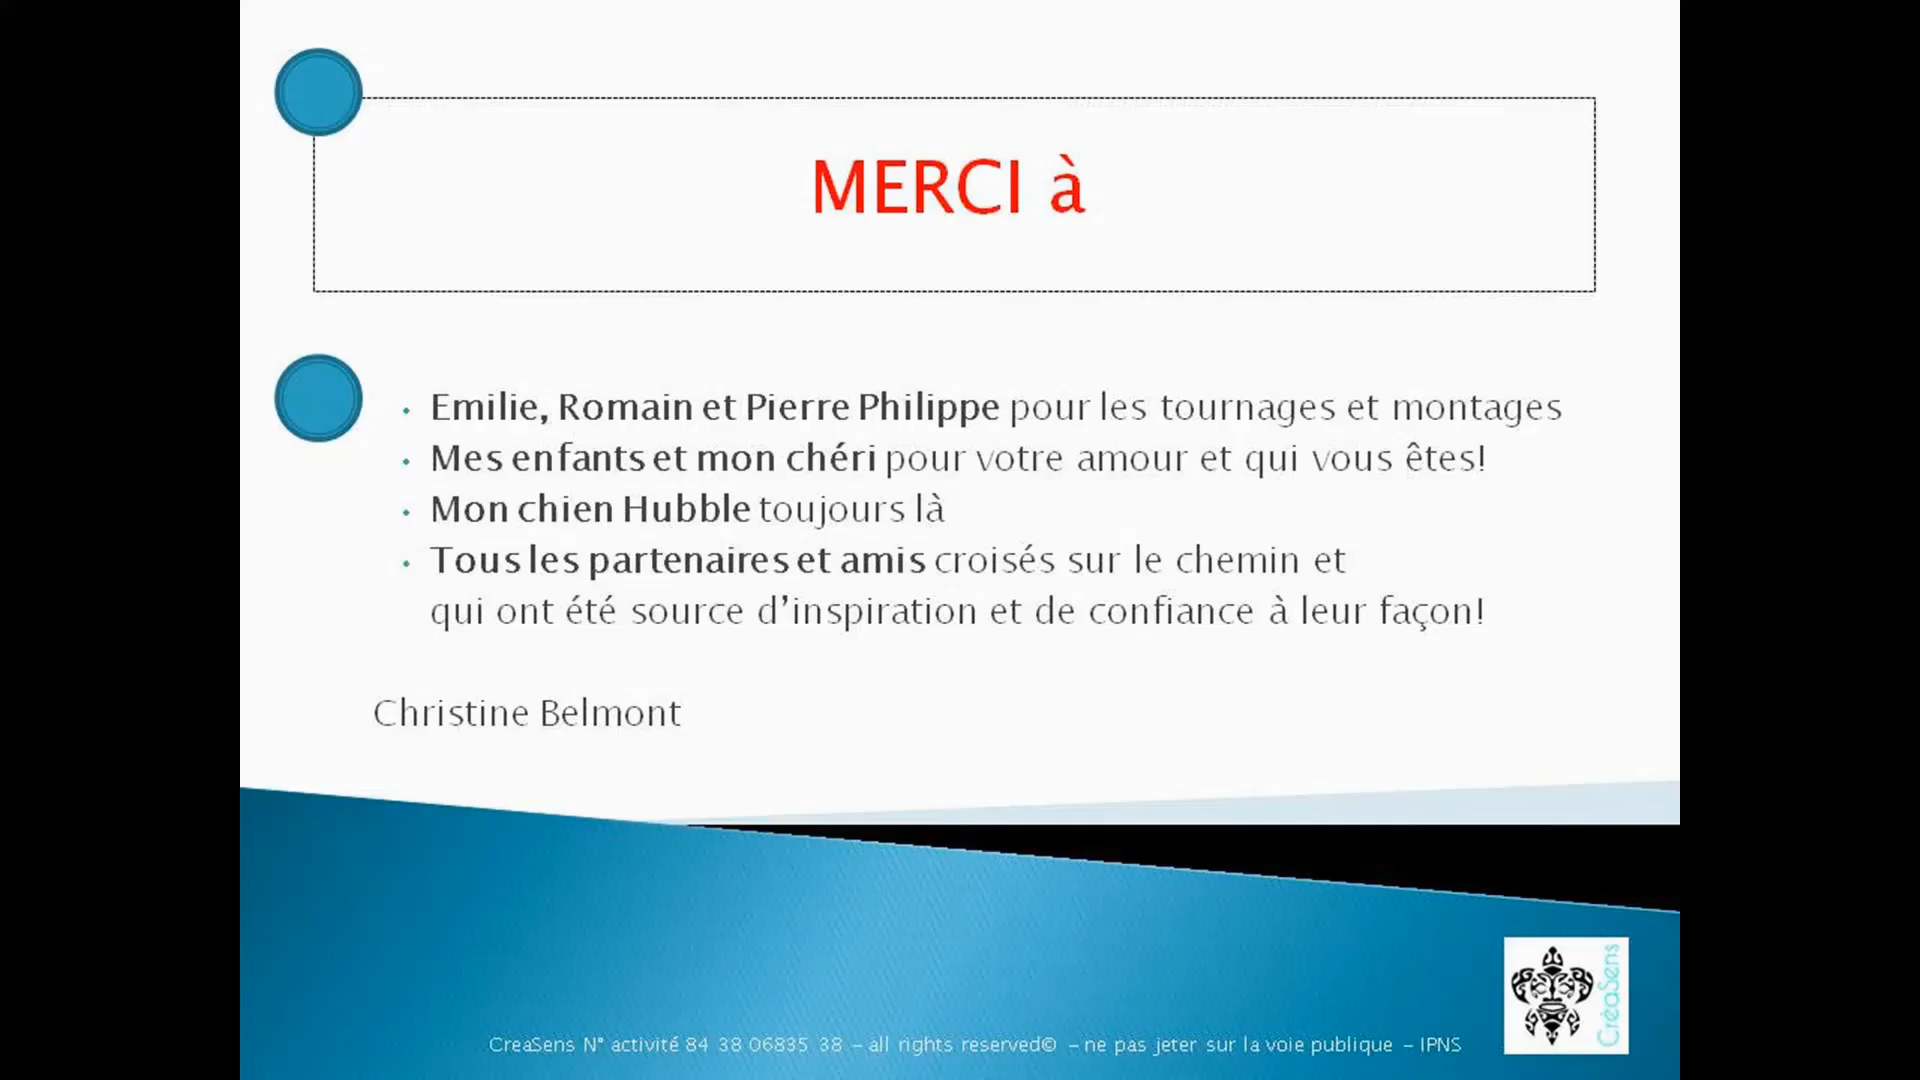 MERCI à
• Emilie, Romain et Pierre Philippe pour les tournages et montages
• Mes enfants et mon chéri pour votre amour et qui vous êtes!
• Mon chien Hubble toujours là
• Tous les partenaires et amis croisés sur le chemin et
qui ont été source d’inspiration et de confiance à leur façon!
Christine Belmont
CréaSens
CreaSens N° activité 84 38 06835 38 – all rights reserved© – ne pas jeter sur la voie publique – IPNS